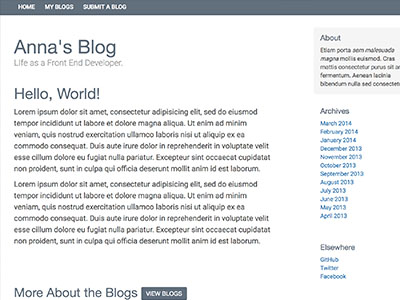 HOME MY BLOGS SUBMIT A BLOG
Anna's Blog
Life as a Front End Developer.
Hello, World!
Lorem ipsum dolor sit amet, consectetur adipisicing elit, sed do eiusmod
tempor incididunt ut labore et dolore magna aliqua. Ut enim ad minim
veniam, quis nostrud exercitation ullamco laboris nisi ut aliquip ex ea
commodo consequat. Duis aute irure dolor in reprehenderit in voluptate velit
esse cillum dolore eu fugiat nulla pariatur. Excepteur sint occaecat cupidatat
non proident, sunt in culpa qui officia deserunt mollit anim id est laborum.
Lorem ipsum dolor sit amet, consectetur adipisicing elit, sed do eiusmod
tempor incididunt ut labore et dolore magna aliqua. Ut enim ad minim
veniam, quis nostrud exercitation ullamco laboris nisi ut aliquip ex ea
commodo consequat. Duis aute irure dolor in reprehenderit in voluptate velit
esse cillum dolore eu fugiat nulla pariatur. Excepteur sint occaecat cupidatat
non proident, sunt in culpa qui officia deserunt mollit anim id est laborum.
More About the Blogs VIEW BLOGS
About
Etiam porta sem malesuada
magna mollis euismod. Cras
mattis consectetur purus sit a
fermentum. Aenean lacinia
bibendum nulla sed consectet
Archives
March 2014
February 2014
January 2014
December 2013
November 2013
October 2013
September 2013
August 2013
July 2013
June 2013
May 2013
April 2013
Elsewhere
GitHub
Twitter
Facebook